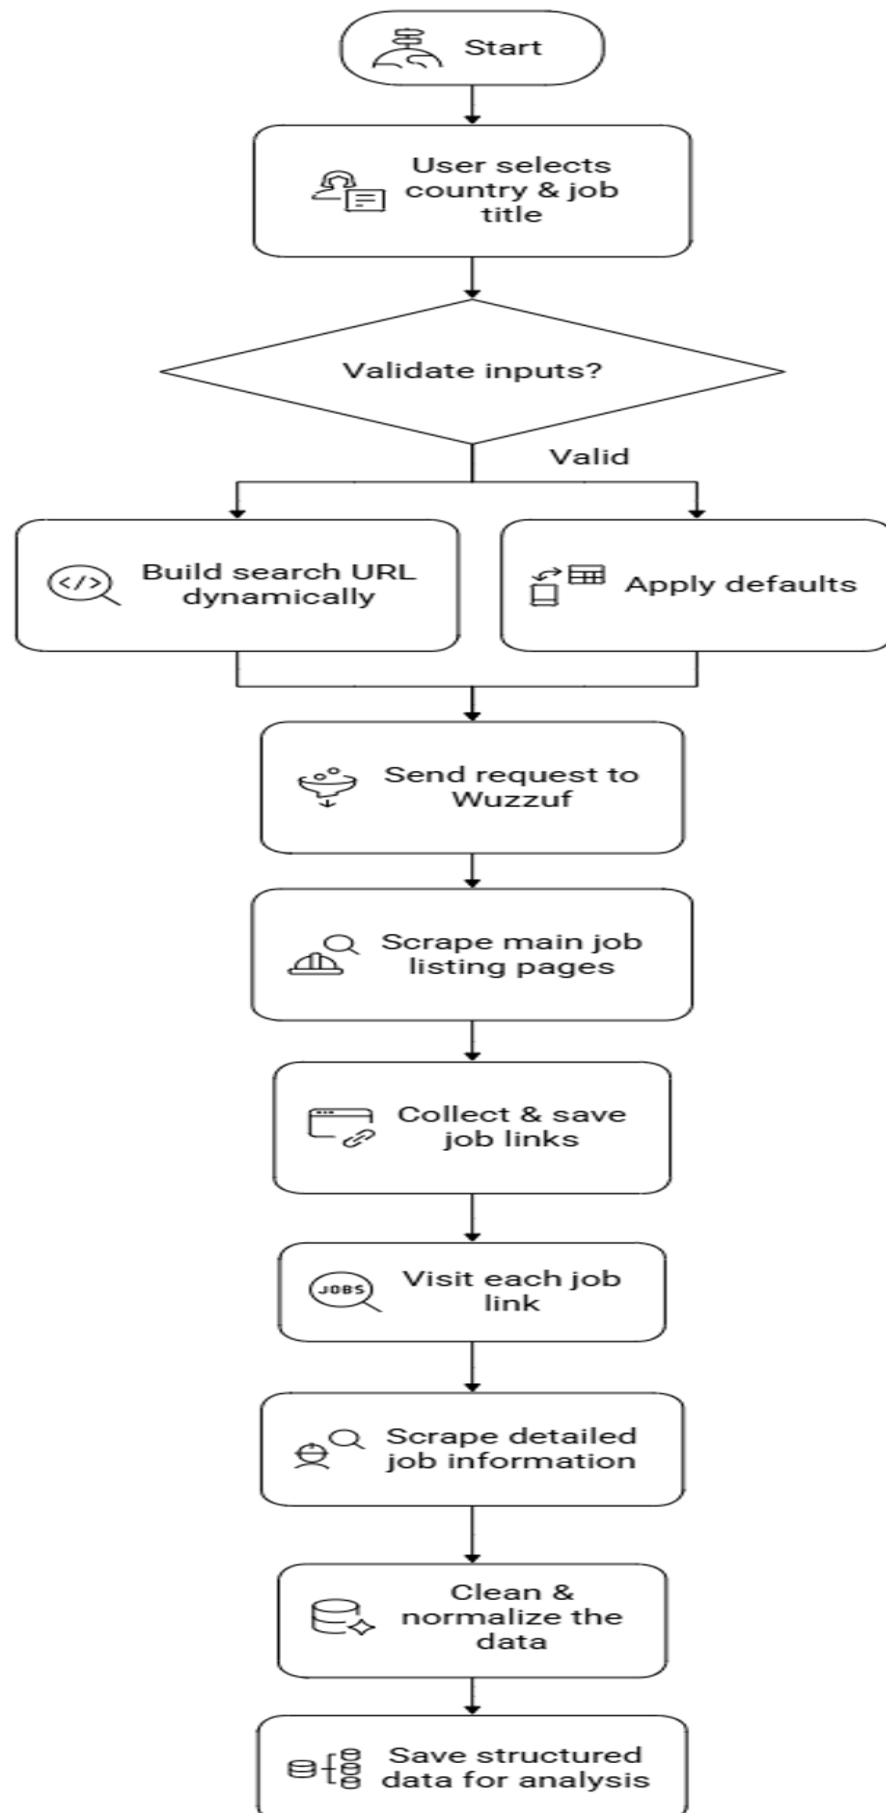 Start
User selects
country & job
title
Validate inputs?
Valid
Build search URL
dynamically
Apply defaults
Send request to
Wuzzuf
Scrape main job
listing pages
Collect & save
job links
JOBS
Visit each job
link
Scrape detailed
job information
Clean &
normalize the
data
Save structured
data for analysis